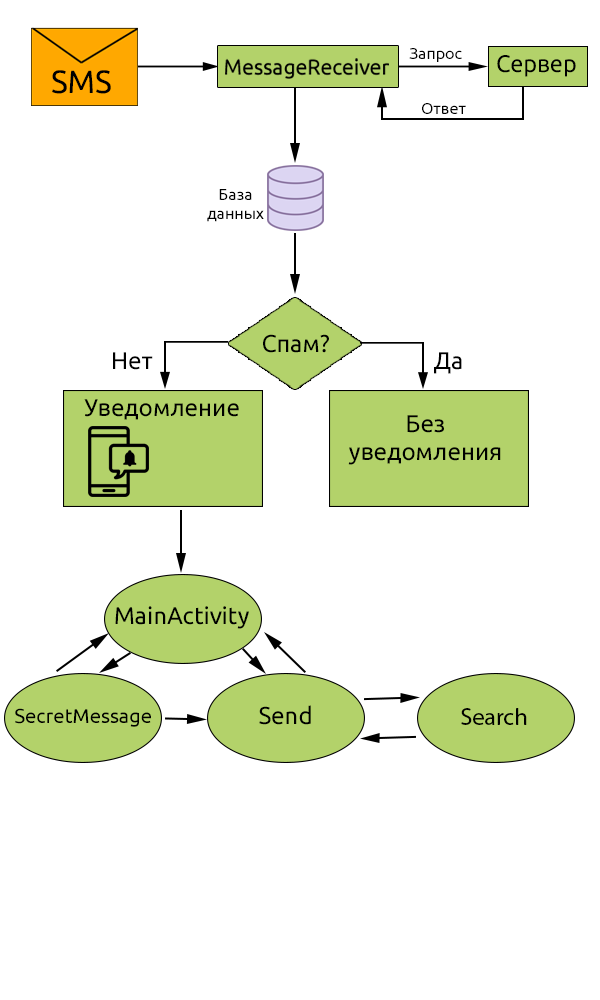 SMS
MessageReceiver
Запрос
Сервер
Ответ
База
данных
Спам?
Нет
Да
Уведомление
Без
уведомления
MainActivity
SecretMessage
Send
Search